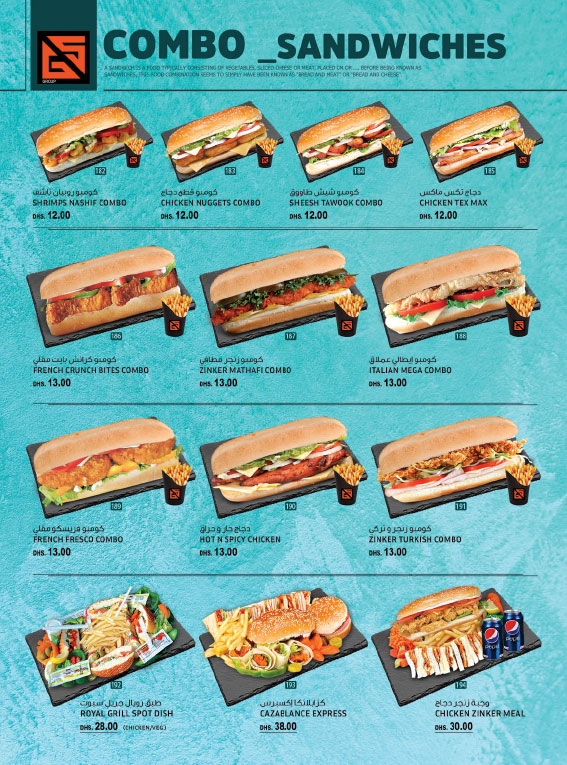 GROUP
COMBO _SANDWICHES
A SANDWICH IS A FOOD TYPICALLY CONSISTING OF VEGETABLES, SLICED CHEESE OR MEAT, PLACED ON OR .... BEFORE BEING KNOWN AS
SANDWICHES, THIS FOOD COMBINATION SEEMS TO SIMPLY HAVE BEEN KNOWN AS "BREAD AND MEAT" OR "BREAD AND CHEESE"
182 183 184 185
كومبو روبيان ناشف
SHRIMPS NASHIF COMBO
DHS. 12.00
كومبو قطع دجاج
CHICKEN NUGGETS COMBO
DHS. 12.00
كومبو شيش طاووق
SHEESH TAWOOK COMBO
DHS. 12.00
دجاج تكس ماكس
CHICKEN TEX MAX
DHS. 12.00
186 187 188
كومبو كرانش بايت مقلي
FRENCH CRUNCH BITES COMBO
DHS. 13.00
كومبو زنجر مطافي
ZINKER MATHAFI COMBO
DHS. 13.00
كومبو ايطالي عملاق
ITALIAN MEGA COMBO
DHS. 13.00
189 190 191
كومبو فريسكو مقلي
FRENCH FRESCO COMBO
DHS. 13.00
دجاج حار و حراق
HOT N SPICY CHICKEN
DHS. 13.00
كومبو زنجر و تركي
ZINKER TURKISH COMBO
DHS. 13.00
pepsi pepsi
192 193 194
طبق رويال جريل سبوت
ROYAL GRILL SPOT DISH
DHS. 28.00 (CHICKEN/VEG)
كزابلانكا إكسبرس
CAZABLANCE EXPRESS
DHS. 38.00
وجبة زنجر دجاج
CHICKEN ZINKER MEAL
DHS. 30.00